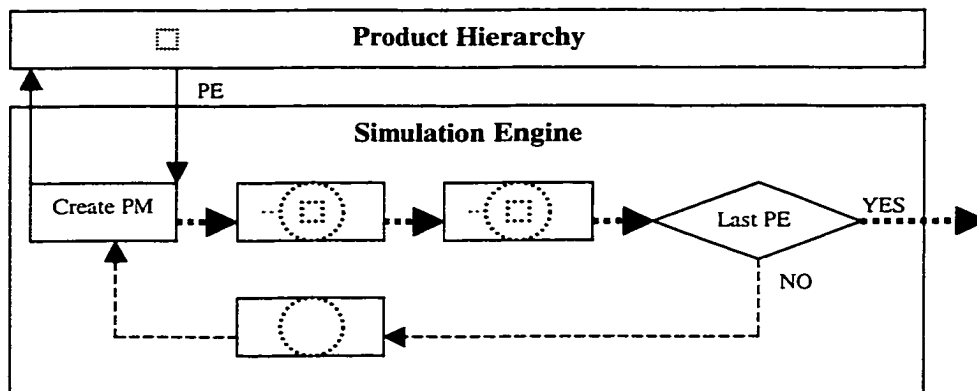 Product Hierarchy
PE
Simulation Engine
Create PM
Last PE
YES
NO